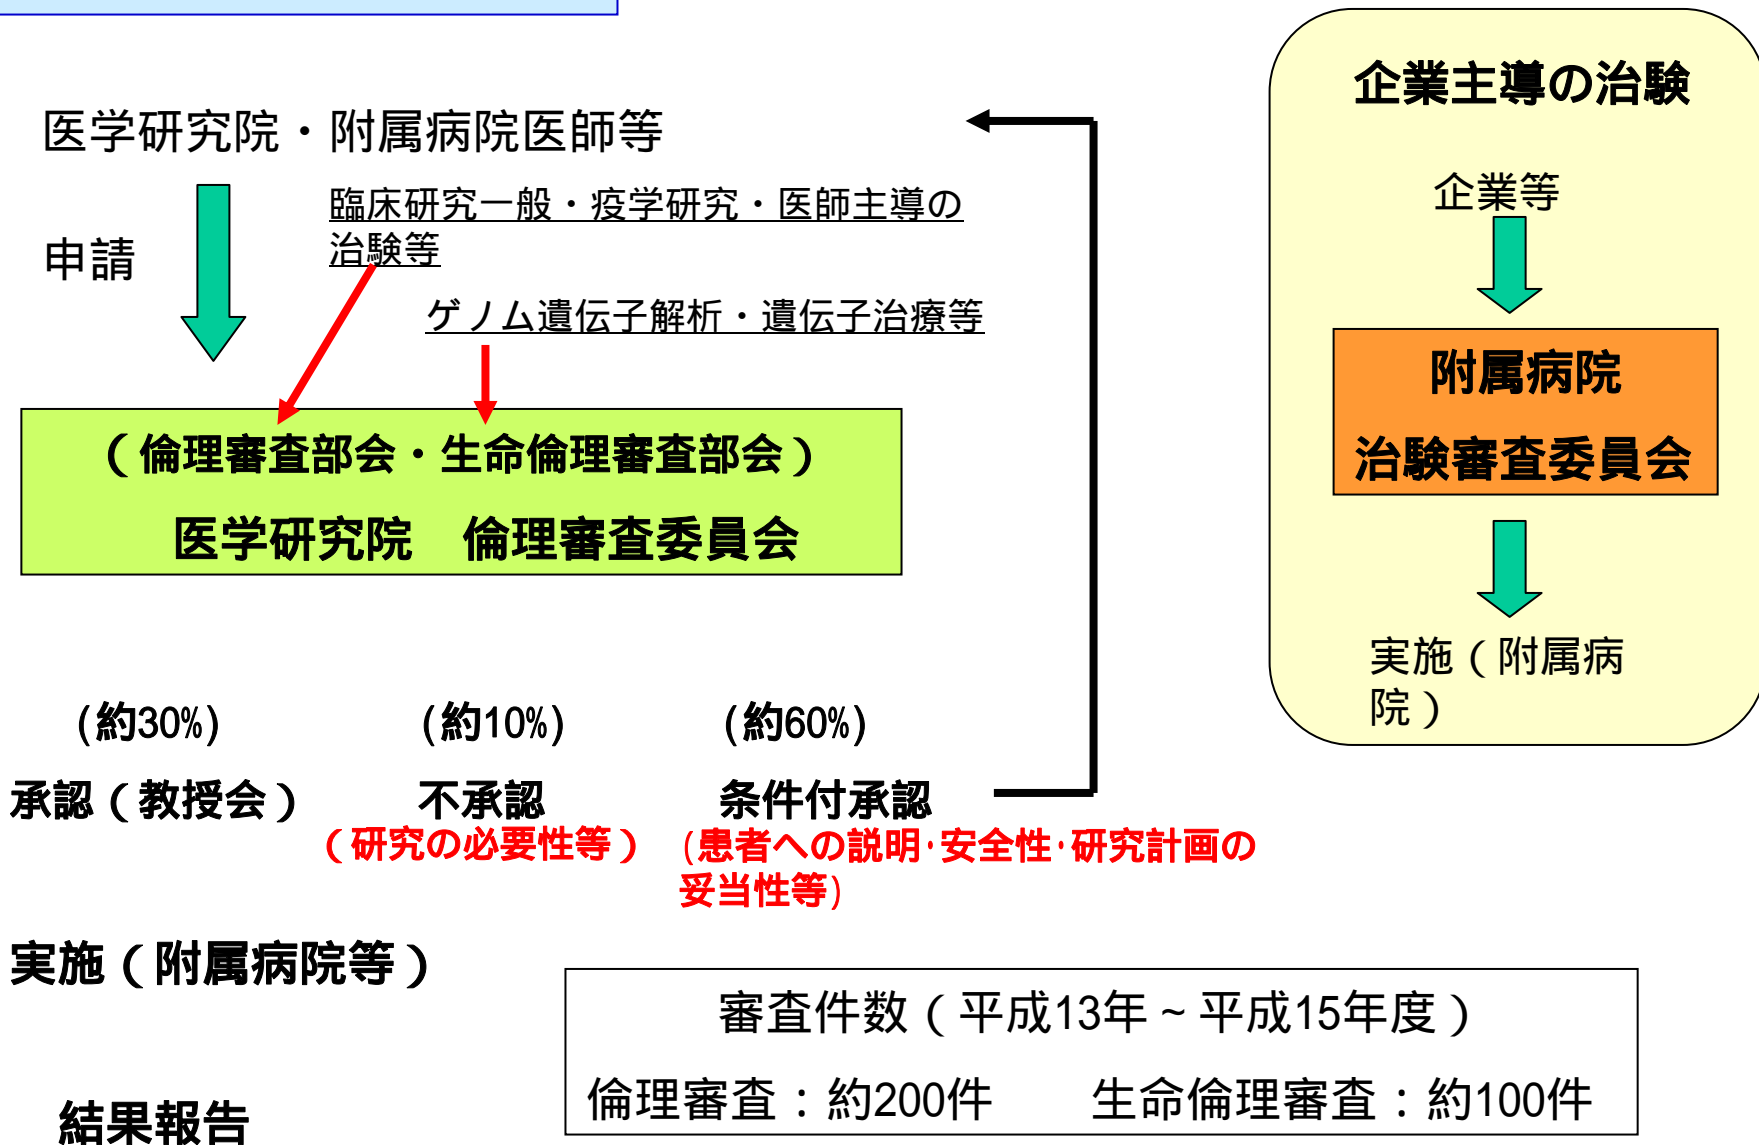 医学研究院・附属病院医師等
申請
臨床研究一般・疫学研究・医師主導の
治験等
ゲノム遺伝子解析・遺伝子治療等
（倫理審査部会・生命倫理審査部会）
医学研究院　倫理審査委員会
(約30%)
(約10%)
(約60%)
承認（教授会）
不承認
条件付承認
（研究の必要性等）
(患者への説明・安全性・研究計画の
妥当性等)
実施（附属病院等）
結果報告
企業主導の治験
企業等
附属病院
治験審査委員会
実施（附属病
院）
審査件数（平成13年～平成15年度）
倫理審査：約200件　　生命倫理審査：約100件